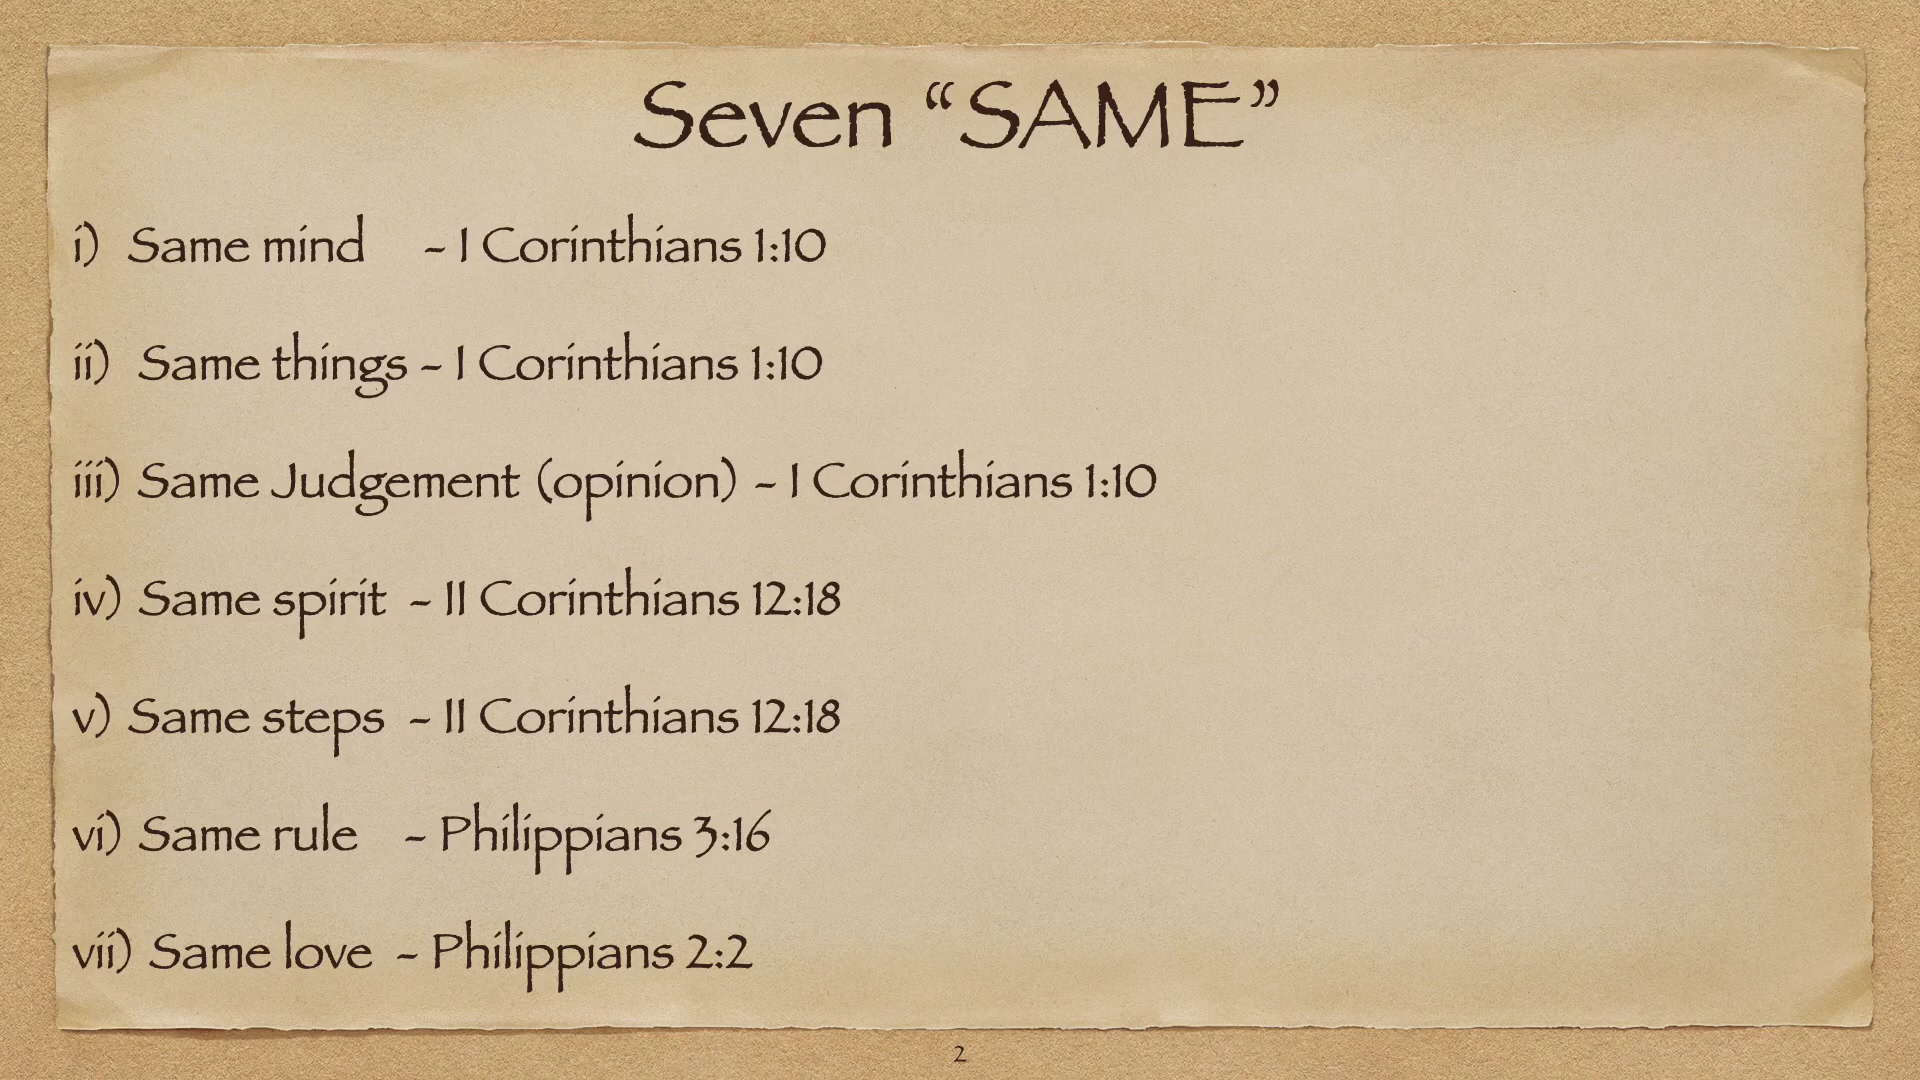 Seven “SAME”
i) Same mind - I Corinthians 1:10
ii) Same things - I Corinthians 1:10
iii) Same Judgement (opinion) - I Corinthians 1:10
iv) Same spirit - II Corinthians 12:18
v) Same steps - II Corinthians 12:18
vi) Same rule - Philippians 3:16
vii) Same love - Philippians 2:2
2